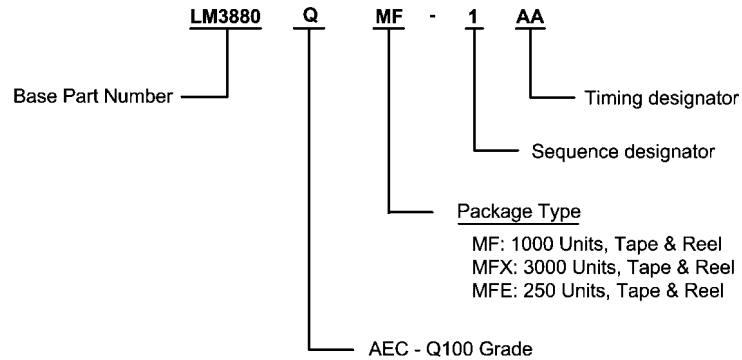 LM3880 Q MF - 1 AA
Base Part Number
Timing designator
Sequence designator
Package Type
MF: 1000 Units, Tape & Reel
MFX: 3000 Units, Tape & Reel
MFE: 250 Units, Tape & Reel
AEC - Q100 Grade